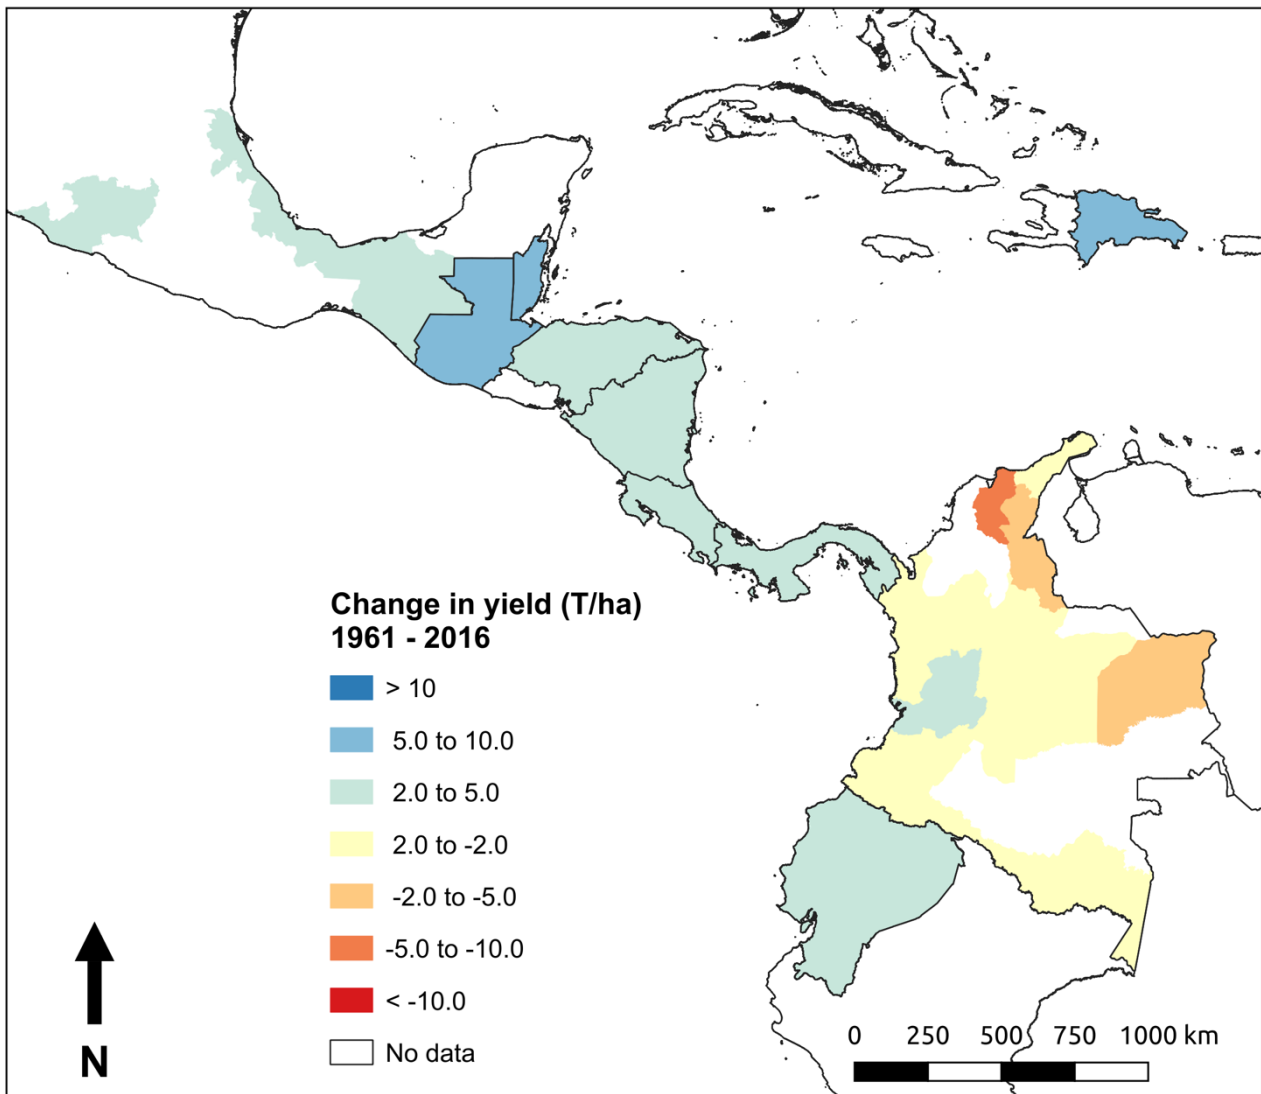 Change in yield (T/ha)
1961 - 2016
> 10
5.0 to 10.0
2.0 to 5.0
2.0 to -2.0
-2.0 to -5.0
-5.0 to -10.0
< -10.0
No data
N
0 250 500 750 1000 km